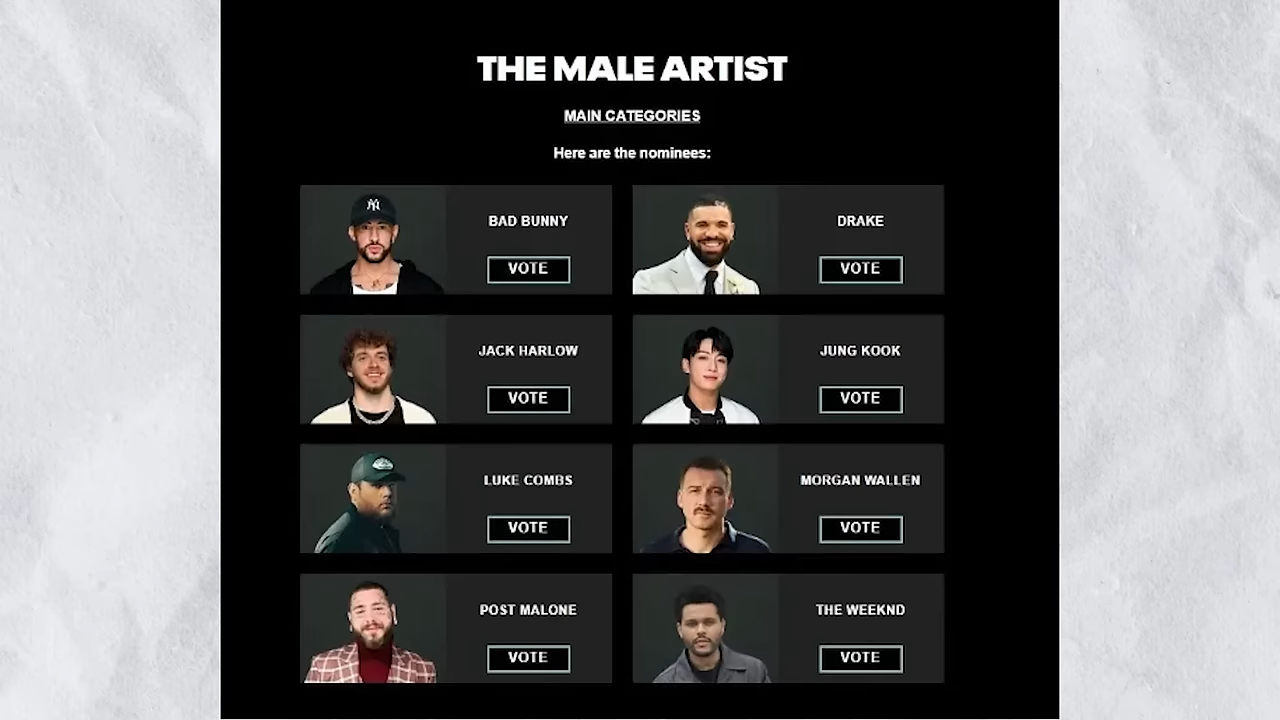 THE MALE ARTIST
MAIN CATEGORIES
Here are the nominees:
BAD BUNNY
VOTE
DRAKE
VOTE
JACK HARLOW
VOTE
JUNG KOOK
VOTE
LUKE COMBS
VOTE
MORGAN WALLEN
VOTE
POST MALONE
VOTE
THE WEEKND
VOTE